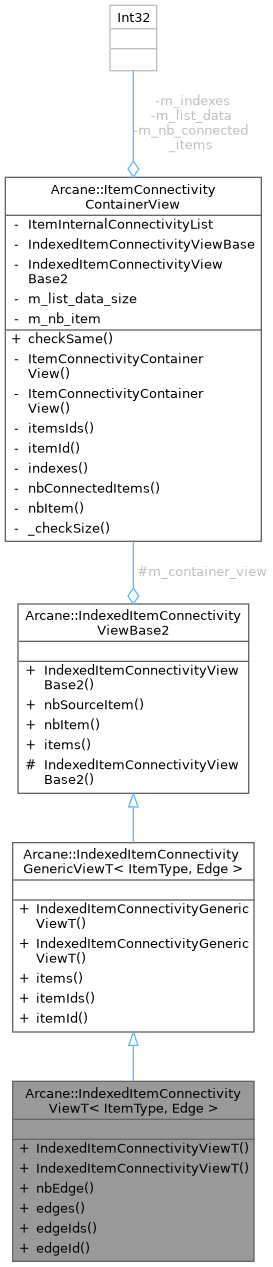 Int32
-m_indexes
-m_list_data
-m_nb_connected
_items
Arcane::ItemConnectivity
ContainerView
- ItemInternalConnectivityList
- IndexedItemConnectivityViewBase
- IndexedItemConnectivityView
Base2
- m_list_data_size
- m_nb_item
+ checkSame()
- ItemConnectivityContainer
View()
- ItemConnectivityContainer
View()
- itemsIds()
- itemId()
- indexes()
- nbConnectedItems()
- nbItem()
- _checkSize()
#m_container_view
Arcane::IndexedItemConnectivity
ViewBase2
+ IndexedItemConnectivityView
Base2()
+ nbSourceItem()
+ nbItem()
+ items()
# IndexedItemConnectivityView
Base2()
Arcane::IndexedItemConnectivity
GenericViewT< ItemType, Edge >
+ IndexedItemConnectivityGeneric
ViewT()
+ IndexedItemConnectivityGeneric
ViewT()
+ items()
+ itemIds()
+ itemId()
Arcane::IndexedItemConnectivity
ViewT< ItemType, Edge >
+ IndexedItemConnectivityViewT()
+ IndexedItemConnectivityViewT()
+ nbEdge()
+ edges()
+ edgeIds()
+ edgeId()